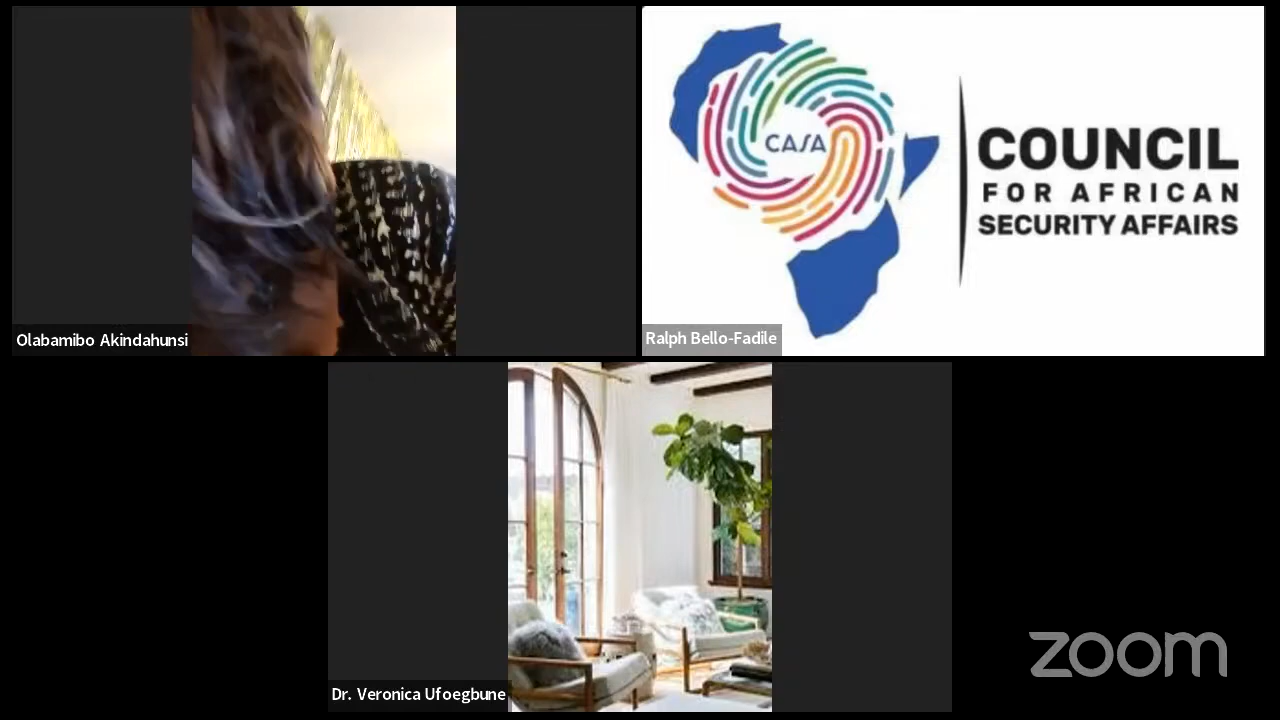 CASA
COUNCIL
FOR AFRICAN
SECURITY AFFAIRS
Olabamibo Akindahunsi
Ralph Bello-Fadile
Dr. Veronica Ufoegbune
zoom